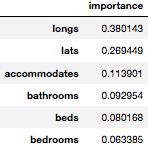 importance
longs 0.380143
lats 0.269449
accommodates 0.113901
bathrooms 0.092954
beds 0.080168
bedrooms 0.063385